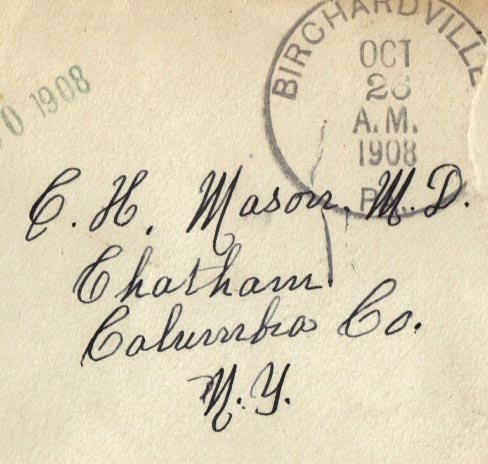 BIRCHARDVILLE
OCT
26
A.M.
1908
P
0 1908
C. H. Mason, M.D.
Chatham
Columbia Co.
N.Y.